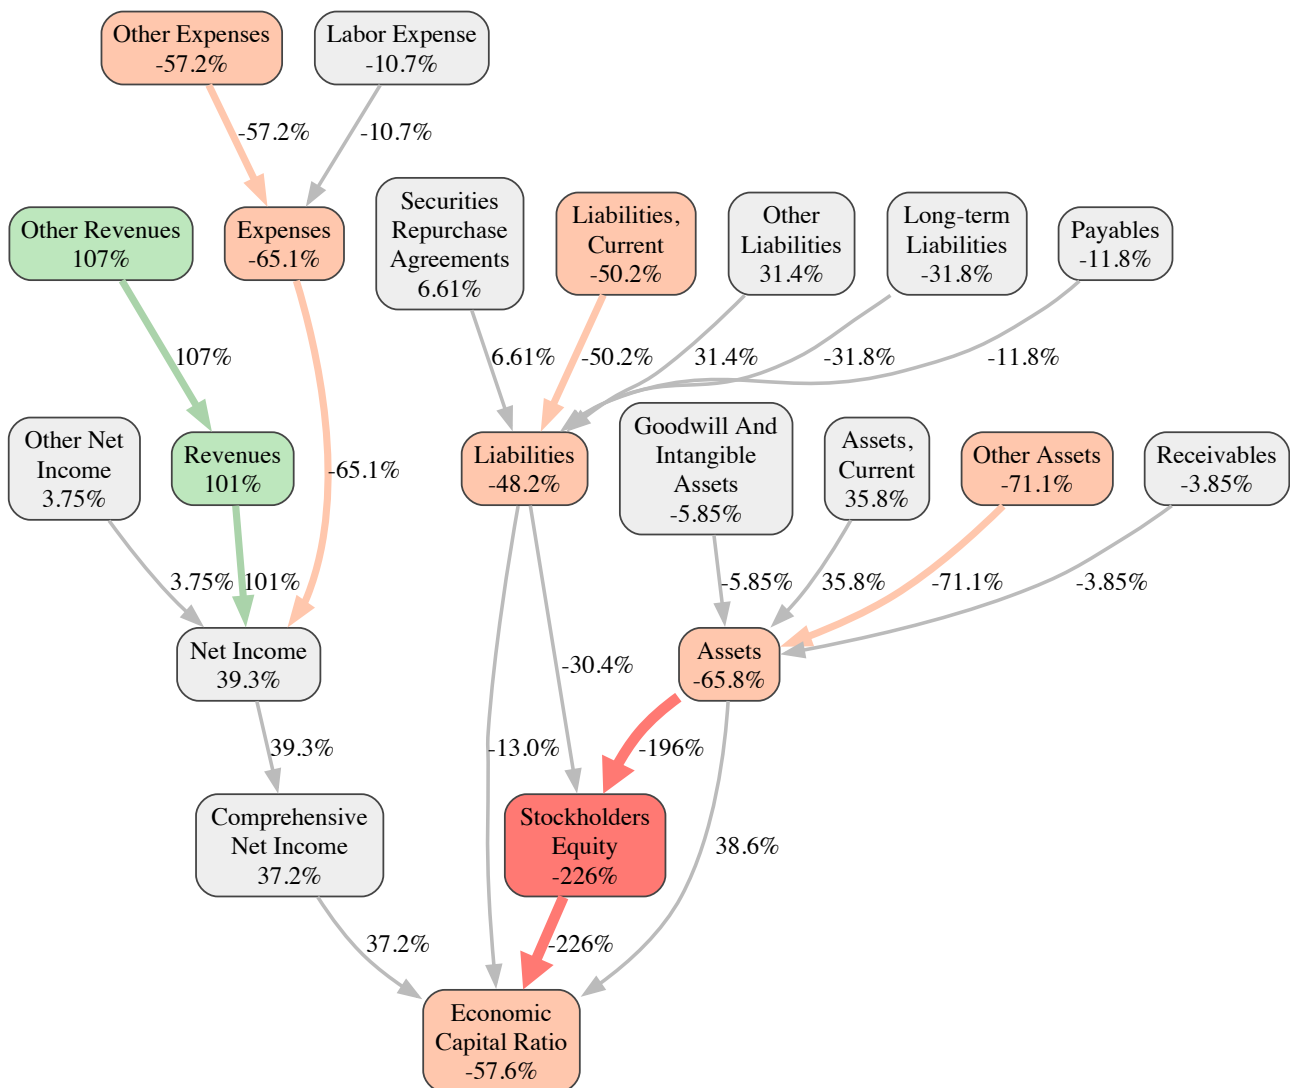 Other Expenses
-57.2%
Labor Expense
-10.7%
-57.2%
-10.7%
Other Revenues
107%
Expenses
-65.1%
Securities
Repurchase
Agreements
6.61%
Liabilities,
Current
-50.2%
Other
Liabilities
31.4%
Long-term
Liabilities
-31.8%
Payables
-11.8%
107%
6.61%
-50.2%
31.4%
-31.8%
-11.8%
Other Net
Income
3.75%
Revenues
101%
-65.1%
Liabilities
-48.2%
Goodwill And
Intangible
Assets
-5.85%
Assets,
Current
35.8%
Other Assets
-71.1%
Receivables
-3.85%
3.75%
101%
-5.85%
35.8%
-71.1%
-3.85%
Net Income
39.3%
-30.4%
Assets
-65.8%
39.3%
-13.0%
-196%
Comprehensive
Net Income
37.2%
Stockholders
Equity
-226%
38.6%
37.2%
-226%
Economic
Capital Ratio
-57.6%